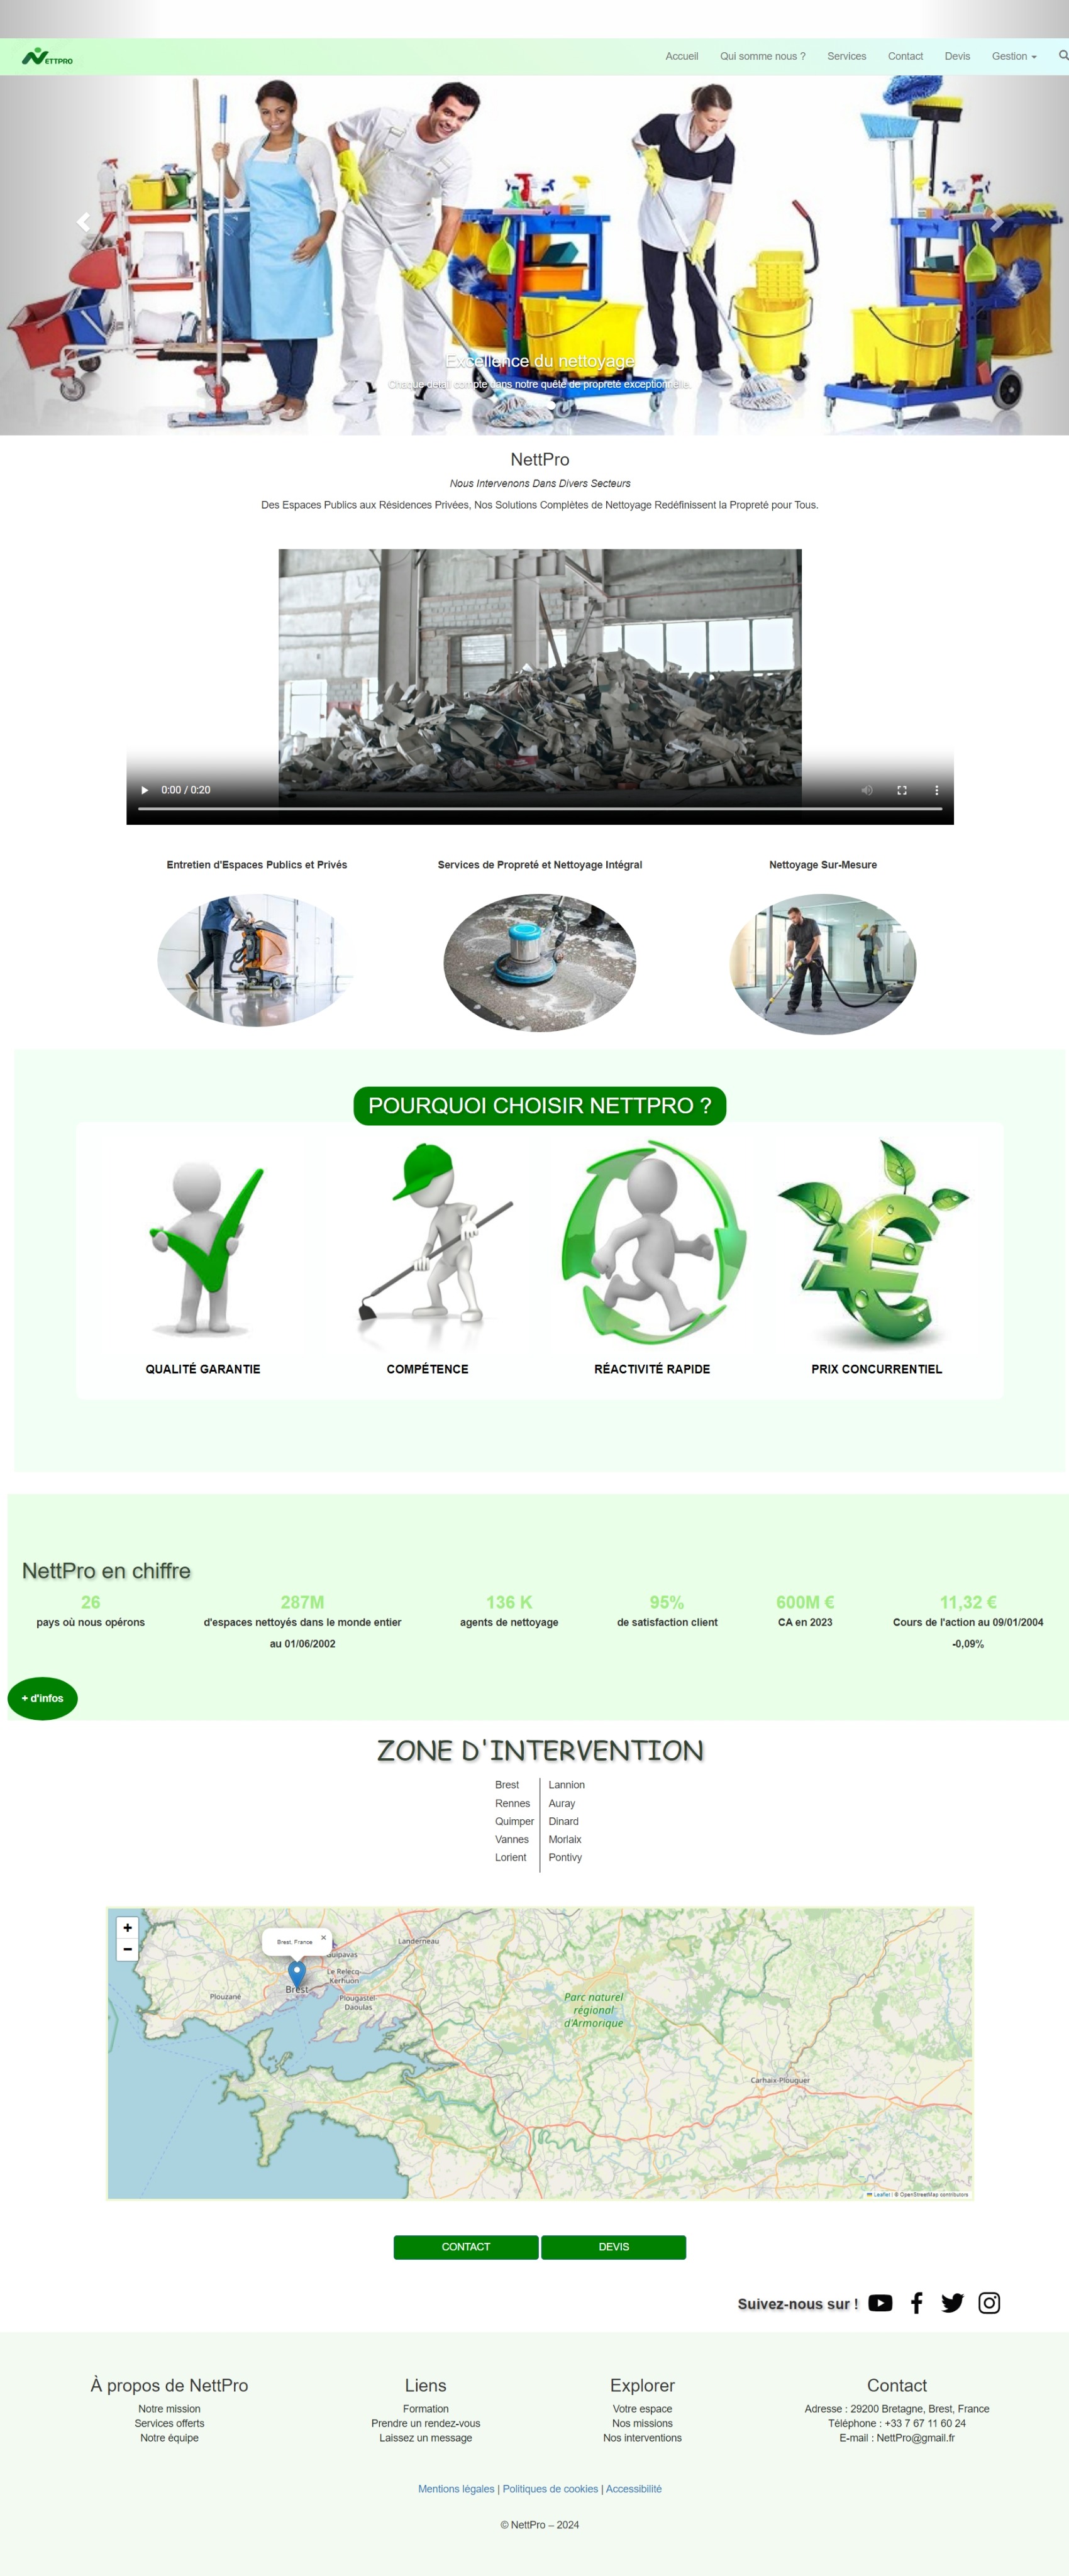 NETTPRO
Accueil Qui somme nous ? Services Contact Devis Gestion
Excellence du nettoyage
Chaque détail compte dans notre quête de propreté exceptionnelle.
NettPro
Nous Intervenons Dans Divers Secteurs
Des Espaces Publics aux Résidences Privées, Nos Solutions Complètes de Nettoyage Redéfinissent la Propreté pour Tous.
0:00 / 0:20
Entretien d'Espaces Publics et Privés
Services de Propreté et Nettoyage Intégral
Nettoyage Sur-Mesure
POURQUOI CHOISIR NETTPRO ?
QUALITÉ GARANTIE
COMPÉTENCE
RÉACTIVITÉ RAPIDE
PRIX CONCURRENTIEL
NettPro en chiffre
26
pays où nous opérons
287M
d'espaces nettoyés dans le monde entier
au 01/06/2002
136 K
agents de nettoyage
95%
de satisfaction client
600M €
CA en 2023
11,32 €
Cours de l'action au 09/01/2004
-0,09%
+ d'infos
ZONE D'INTERVENTION
Brest
Rennes
Quimper
Vannes
Lorient
Lannion
Auray
Dinard
Morlaix
Pontivy
+
−
Brest, France ×
Landerneau
Le Relecq-
Kerhuon
Plouzané
Brest
Plougastel-
Daoulas
Parc naturel
régional
d'Armorique
Carhaix-Plouguer
Leaflet | © OpenStreetMap contributors
CONTACT
DEVIS
Suivez-nous sur !
À propos de NettPro
Notre mission
Services offerts
Notre équipe
Liens
Formation
Prendre un rendez-vous
Laissez un message
Explorer
Votre espace
Nos missions
Nos interventions
Contact
Adresse : 29200 Bretagne, Brest, France
Téléphone : +33 7 67 11 60 24
E-mail : NettPro@gmail.fr
Mentions légales | Politiques de cookies | Accessibilité
© NettPro – 2024